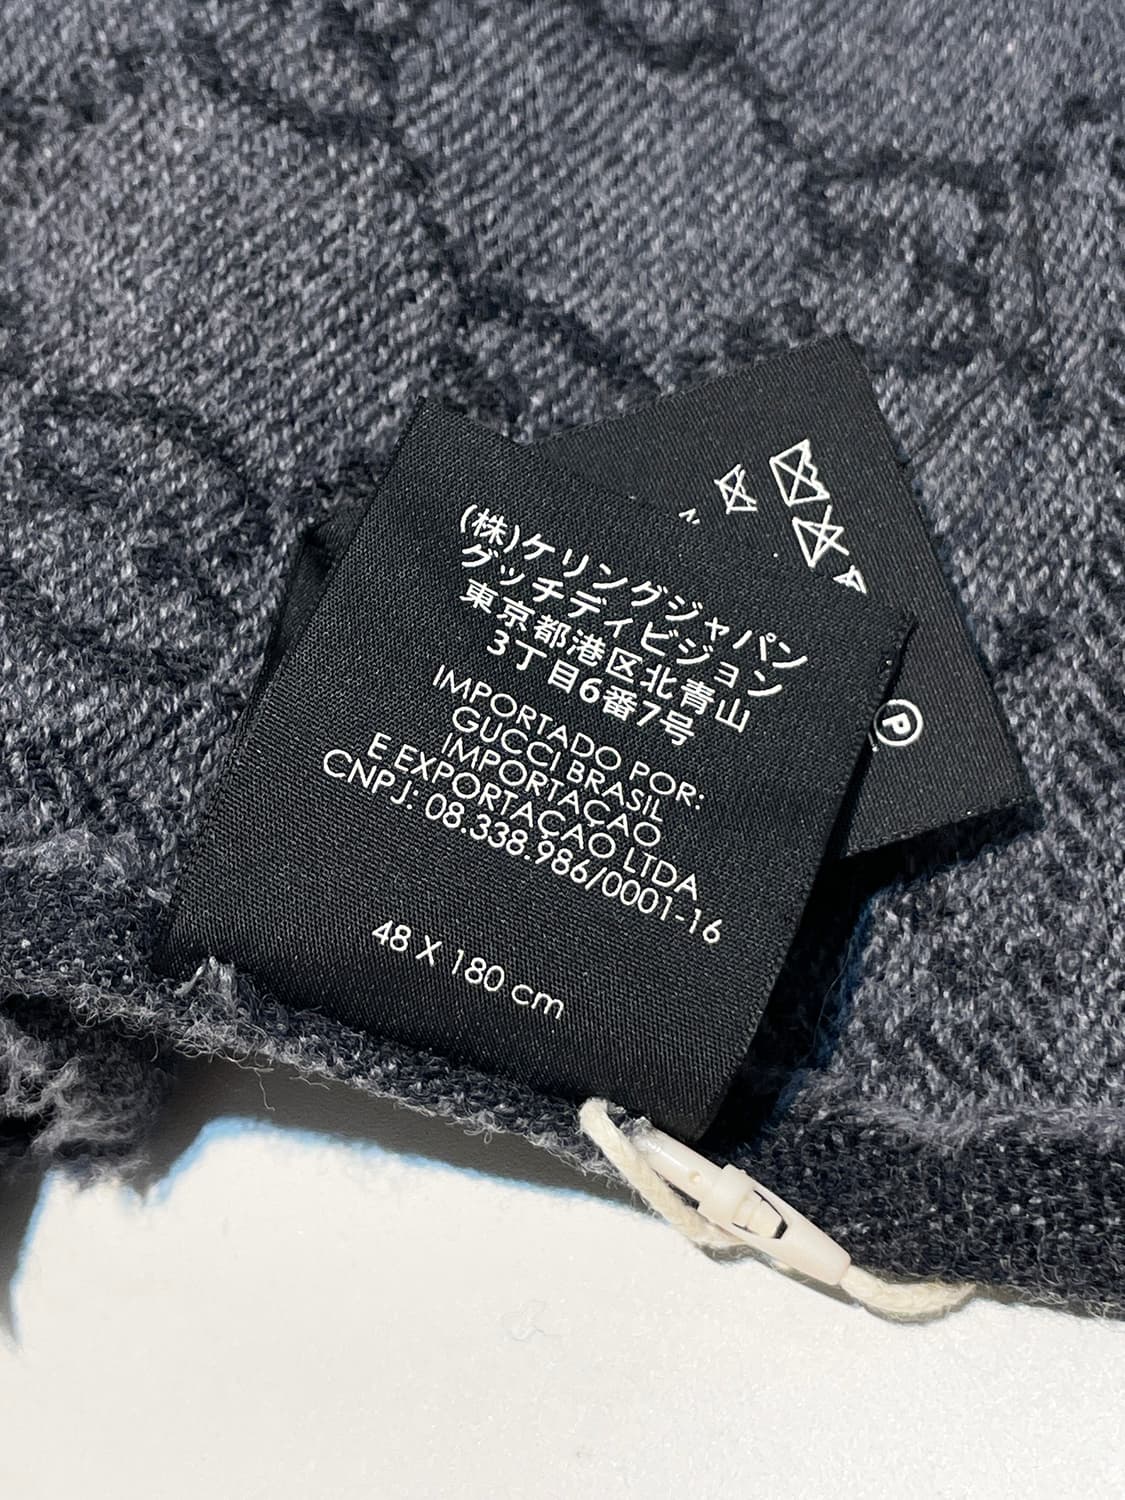 (株)ケリングジャパン
グッチディビジョン
東京都港区北青山
3丁目6番7号
IMPORTADO POR:
GUCCI BRASIL
IMPORTAÇAO
E EXPORTAÇAO LTDA
CNPJ: 08.338.986/0001-16
48 X 180 cm
P